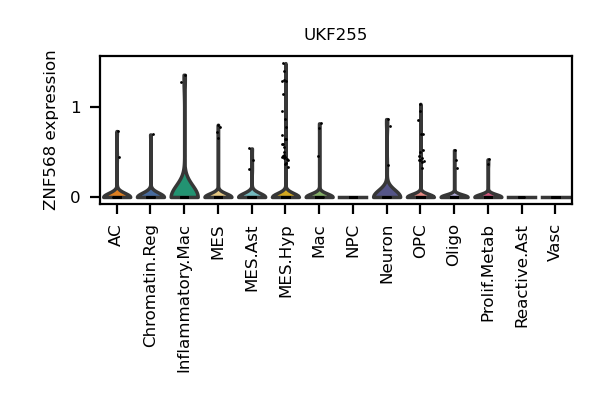 UKF255
ZNF568 expression
1
0
AC
Chromatin.Reg
Inflammatory.Mac
MES
MES.Ast
MES.Hyp
Mac
NPC
Neuron
OPC
Oligo
Prolif.Metab
Reactive.Ast
Vasc